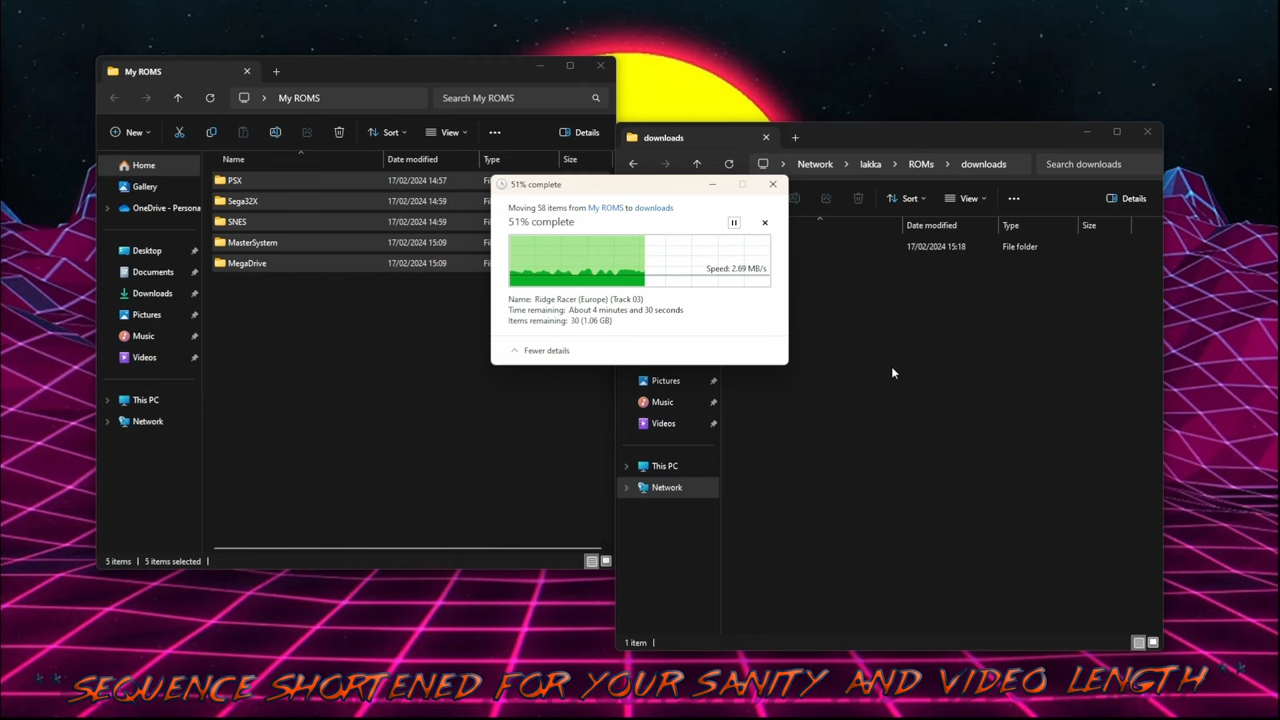 My ROMS
My ROMS
Search My ROMS
New
Sort
View
Details
Name
Date modified
Type
Size
Home
Gallery
OneDrive - Persona
Desktop
Documents
Downloads
Pictures
Music
Videos
This PC
Network
PSX 17/02/2024 14:57 Fil
Sega32X 17/02/2024 14:59 Fil
SNES 17/02/2024 14:59 Fil
MasterSystem 17/02/2024 15:09 Fil
MegaDrive 17/02/2024 15:09 Fil
5 items
5 items selected
downloads
Network
lakka
ROMs
downloads
Search downloads
Sort
View
Details
Date modified
Type
Size
17/02/2024 15:18 File folder
Pictures
Music
Videos
This PC
Network
1 item
51% complete
Moving 58 items from My ROMS to downloads
51% complete
Speed: 2.69 MB/s
Name: Ridge Racer (Europe) (Track 03)
Time remaining: About 4 minutes and 30 seconds
Items remaining: 30 (1.06 GB)
Fewer details
**SEQUENCE SHORTENED FOR YOUR SANITY AND VIDEO LENGTH**